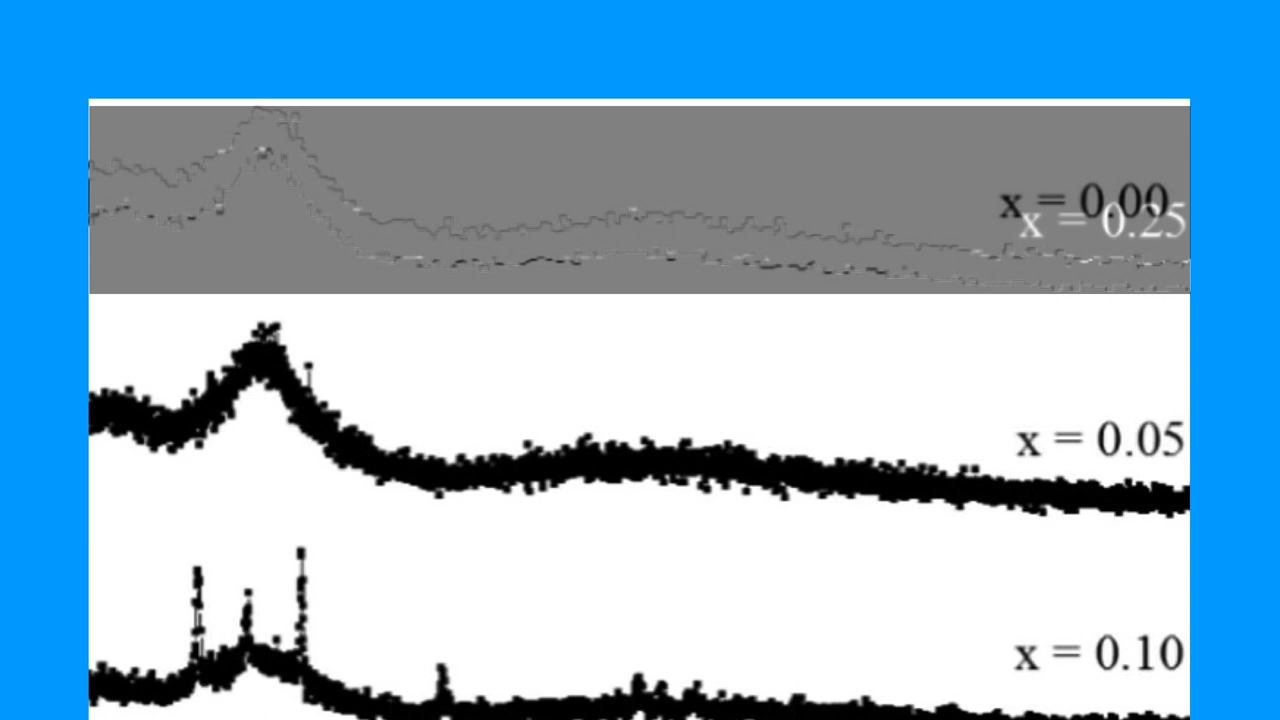 x = 0.00
x = 0.25
x = 0.05
x = 0.10